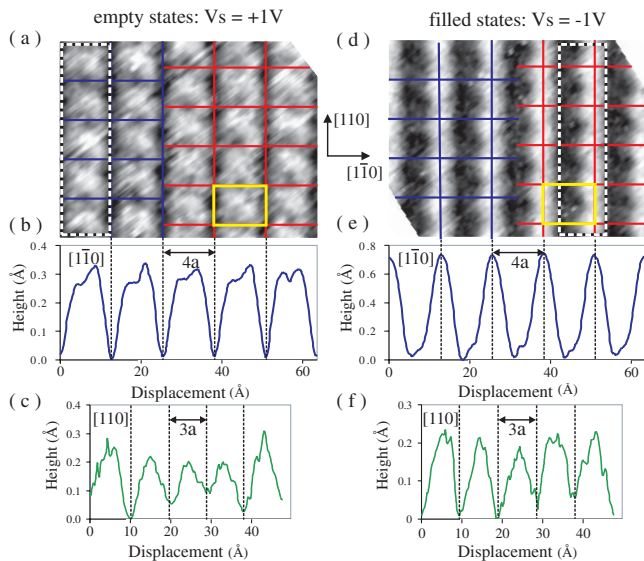 empty states: Vs = +1V
filled states: Vs = -1V
(a)
(d)
[110]
[11̅0]
(b)
[11̅0]
4a
0.4
0.3
0.2
0.1
0.0
Height (Å)
0
20
40
60
Displacement (Å)
(e)
[11̅0]
4a
0.8
0.6
0.4
0.2
0.0
Height (Å)
0
20
40
60
Displacement (Å)
(c)
[110]
3a
0.4
0.3
0.2
0.1
0.0
Height (Å)
0
10
20
30
40
Displacement (Å)
(f)
[110]
3a
0.3
0.2
0.1
0
Height (Å)
0
10
20
30
40
Displacement (Å)